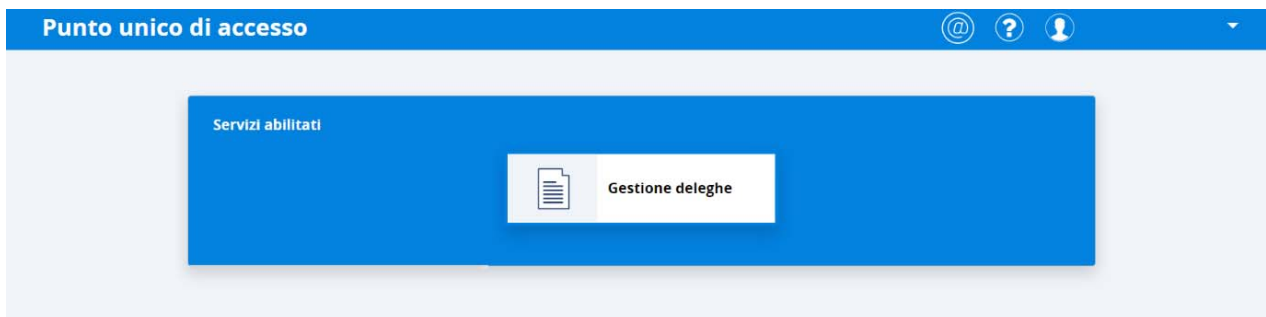 Punto unico di accesso
Servizi abilitati
Gestione deleghe